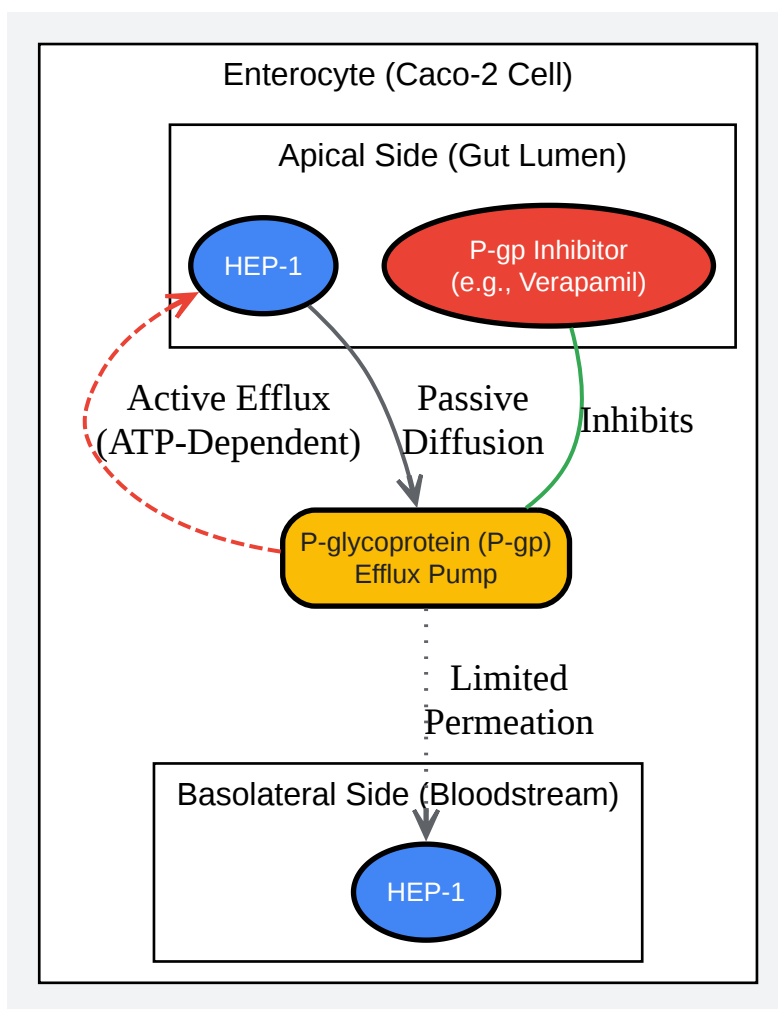 Enterocyte (Caco-2 Cell)
Apical Side (Gut Lumen)
HEP-1
P-gp Inhibitor
(e.g., Verapamil)
Active Efflux
(ATP-Dependent)
Passive
Diffusion
Inhibits
P-glycoprotein (P-gp)
Efflux Pump
Limited
Permeation
Basolateral Side (Bloodstream)
HEP-1